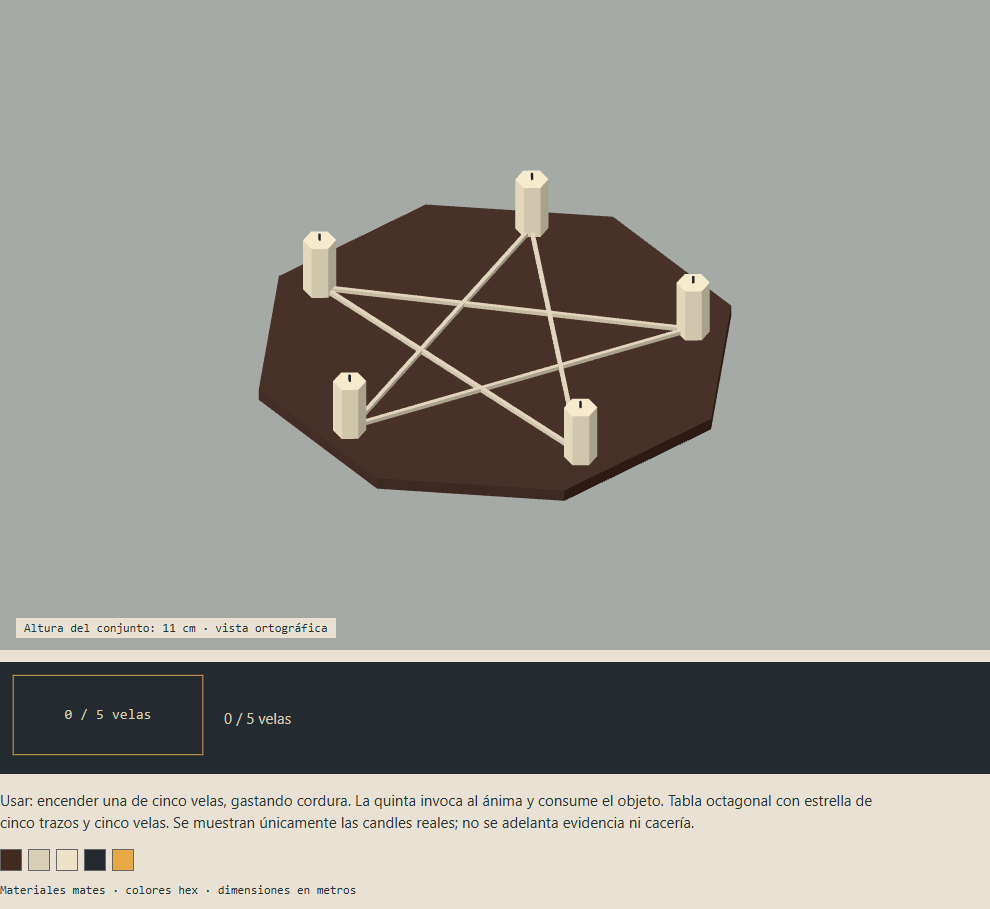 Altura del conjunto: 11 cm · vista ortográfica
0 / 5 velas
0 / 5 velas
Usar: encender una de cinco velas, gastando cordura. La quinta invoca al ánima y consume el objeto. Tabla octagonal con estrella de
cinco trazos y cinco velas. Se muestran únicamente las candles reales; no se adelanta evidencia ni cacería.
Materiales mates · colores hex · dimensiones en metros